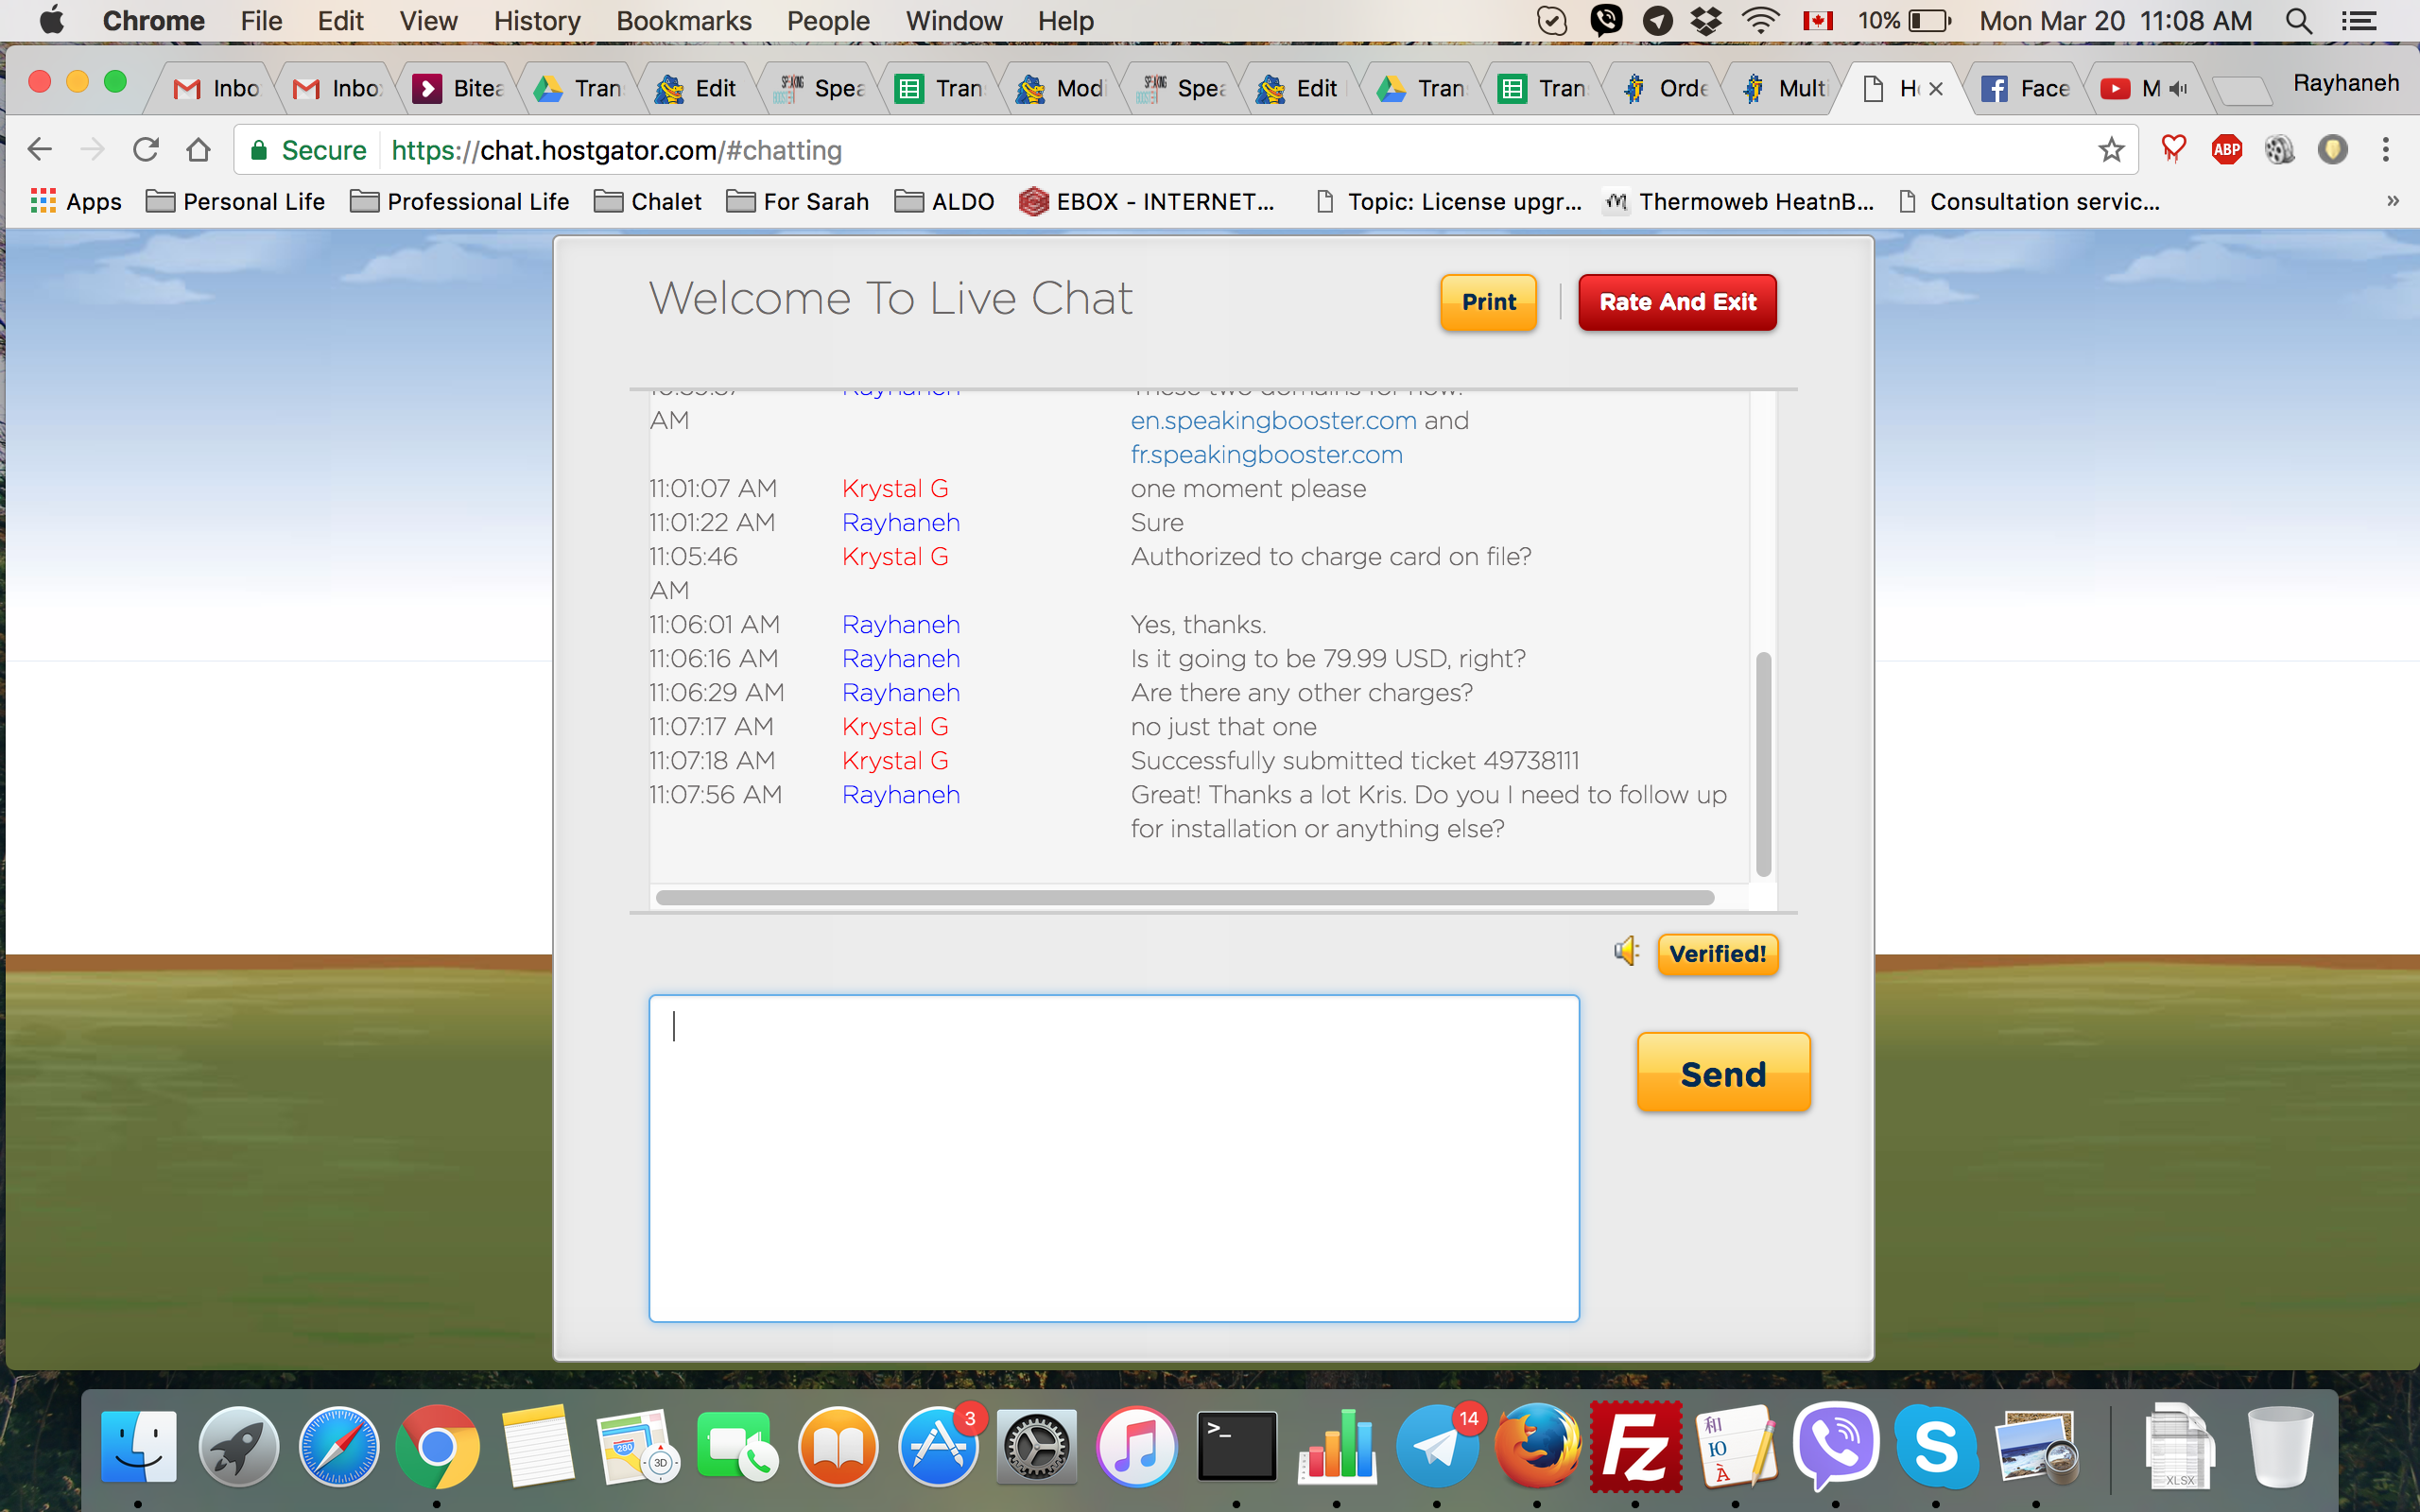 Chrome File Edit View History Bookmarks People Window Help 10% Mon Mar 20 11:08 AM
Inbo Inbo Bitea Tran Edit Spea Tran Modi Spea Edit Tran Tran Orde Multi H Face M Rayhaneh
Secure https://chat.hostgator.com/#chatting ABP
Apps Personal Life Professional Life Chalet For Sarah ALDO EBOX - INTERNET... Topic: License upgr... Thermoweb HeatnB... Consultation servic... »
Welcome To Live Chat Print Rate And Exit
AM en.speakingbooster.com and
fr.speakingbooster.com
11:01:07 AM Krystal G one moment please
11:01:22 AM Rayhaneh Sure
11:05:46 Krystal G Authorized to charge card on file?
AM
11:06:01 AM Rayhaneh Yes, thanks.
11:06:16 AM Rayhaneh Is it going to be 79.99 USD, right?
11:06:29 AM Rayhaneh Are there any other charges?
11:07:17 AM Krystal G no just that one
11:07:18 AM Krystal G Successfully submitted ticket 49738111
11:07:56 AM Rayhaneh Great! Thanks a lot Kris. Do you I need to follow up
for installation or anything else?
Verified!
Send
3 14
280 3D >_ Fz 和 Ю À S XLSX